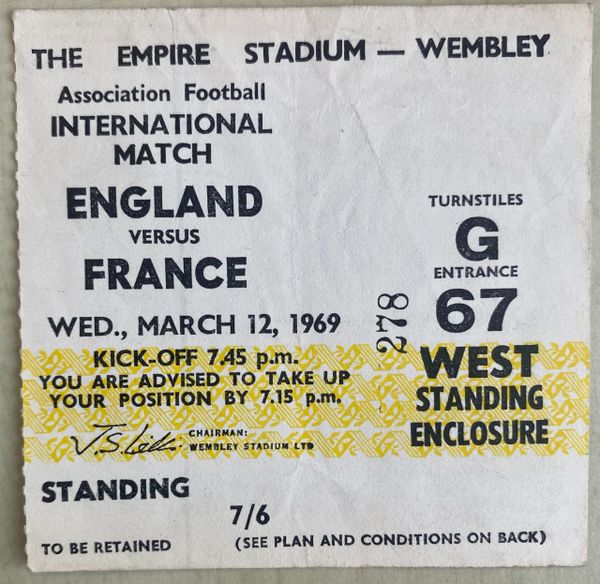 THE EMPIRE STADIUM — WEMBLEY
Association Football
INTERNATIONAL
MATCH
ENGLAND
VERSUS
FRANCE
WED., MARCH 12, 1969
KICK-OFF 7.45 p.m.
YOU ARE ADVISED TO TAKE UP
YOUR POSITION BY 7.15 p.m.
CHAIRMAN:
WEMBLEY STADIUM LTD
TURNSTILES
G
ENTRANCE
67
278
WEST
STANDING
ENCLOSURE
STANDING
7/6
TO BE RETAINED (SEE PLAN AND CONDITIONS ON BACK)